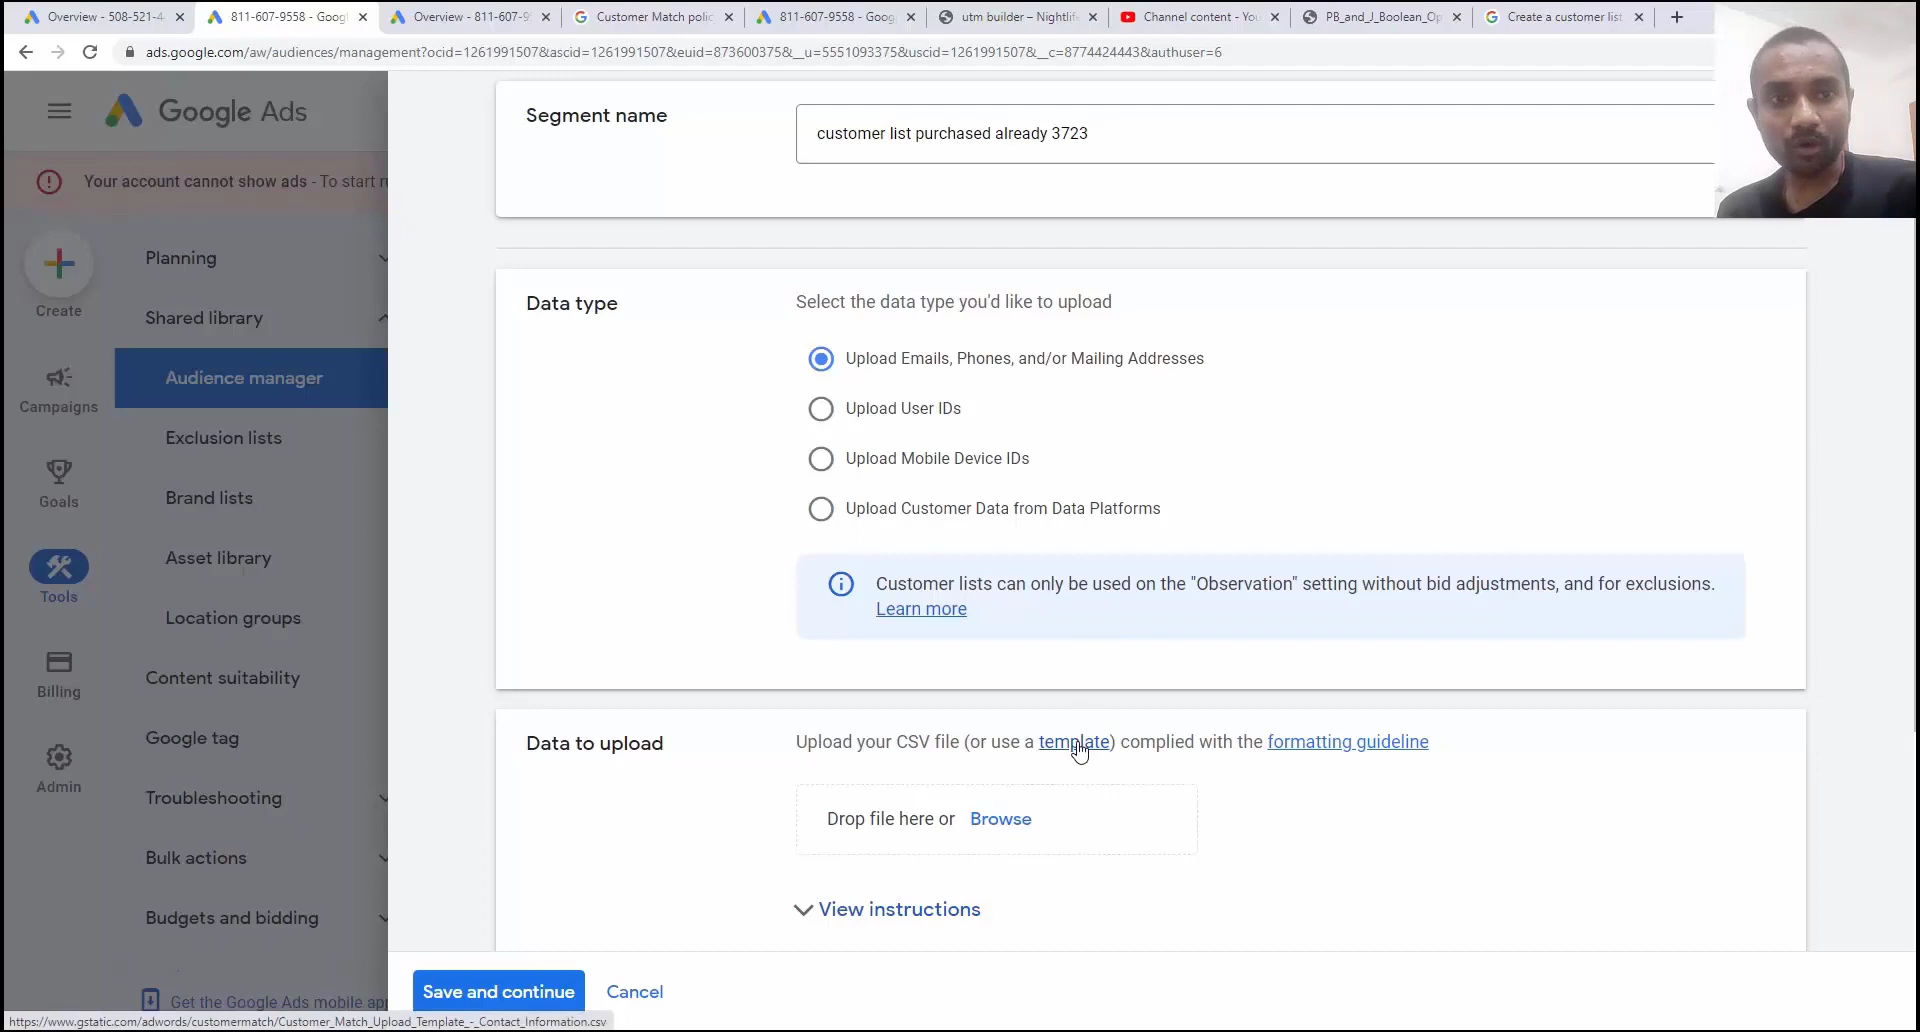 Overview - 508-521-4
811-607-9558 - Goog
Overview - 811-607-9
Customer Match polic
811-607-9558 - Goog
utm builder – Nightlif
Channel content - You
PB_and_J_Boolean_Op
Create a customer list
ads.google.com/aw/audiences/management?ocid=1261991507&ascid=1261991507&euid=873600375&__u=5551093375&uscid=1261991507&__c=8774424443&authuser=6
Google Ads
Your account cannot show ads - To start ru
Create
Campaigns
Goals
Tools
Billing
Admin
Planning
Shared library
Audience manager
Exclusion lists
Brand lists
Asset library
Location groups
Content suitability
Google tag
Troubleshooting
Bulk actions
Budgets and bidding
Get the Google Ads mobile app
Segment name
customer list purchased already 3723
Data type
Select the data type you'd like to upload
Upload Emails, Phones, and/or Mailing Addresses
Upload User IDs
Upload Mobile Device IDs
Upload Customer Data from Data Platforms
Customer lists can only be used on the "Observation" setting without bid adjustments, and for exclusions.
Learn more
Data to upload
Upload your CSV file (or use a template) complied with the formatting guideline
Drop file here or Browse
View instructions
Save and continue
Cancel
https://www.gstatic.com/adwords/customermatch/Customer_Match_Upload_Template_-_Contact_Information.csv